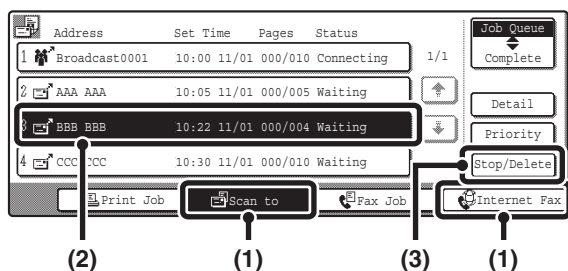 Address Set Time Pages Status Job Queue
1 Broadcast0001 10:00 11/01 000/010 Connecting 1/1 Complete
2 AAA AAA 10:05 11/01 000/005 Waiting
Detail
3 BBB BBB 10:22 11/01 000/004 Waiting
Priority
4 CCC CCC 10:30 11/01 000/010 Waiting Stop/Delete
Print Job Scan to Fax Job Internet Fax
(2) (1) (3) (1)